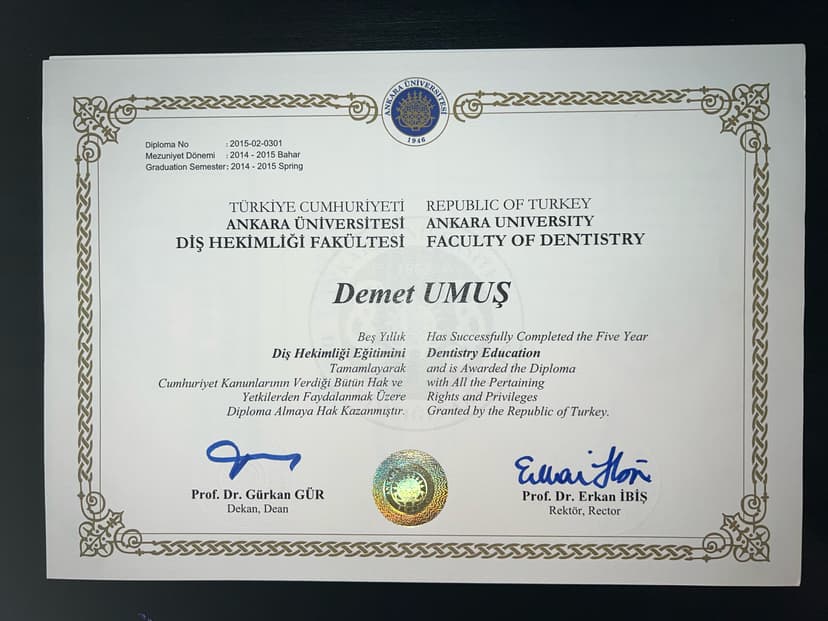 ANKARA ÜNİVERSİTESİ
1946
Diploma No : 2015-02-0301
Mezuniyet Dönemi : 2014 - 2015 Bahar
Graduation Semester: 2014 - 2015 Spring
TÜRKİYE CUMHURİYETİ REPUBLIC OF TURKEY
ANKARA ÜNİVERSİTESİ ANKARA UNIVERSITY
DİŞ HEKİMLİĞİ FAKÜLTESİ FACULTY OF DENTISTRY
Demet UMUŞ
Beş Yıllık Has Successfully Completed the Five Year
Diş Hekimliği Eğitimini Dentistry Education
Tamamlayarak and is Awarded the Diploma
Cumhuriyet Kanunlarının Verdiği Bütün Hak ve with All the Pertaining
Yetkilerden Faydalanmak Üzere Rights and Privileges
Diploma Almaya Hak Kazanmıştır. Granted by the Republic of Turkey.
Prof. Dr. Gürkan GÜR Prof. Dr. Erkan İBİŞ
Dekan, Dean Rektör, Rector